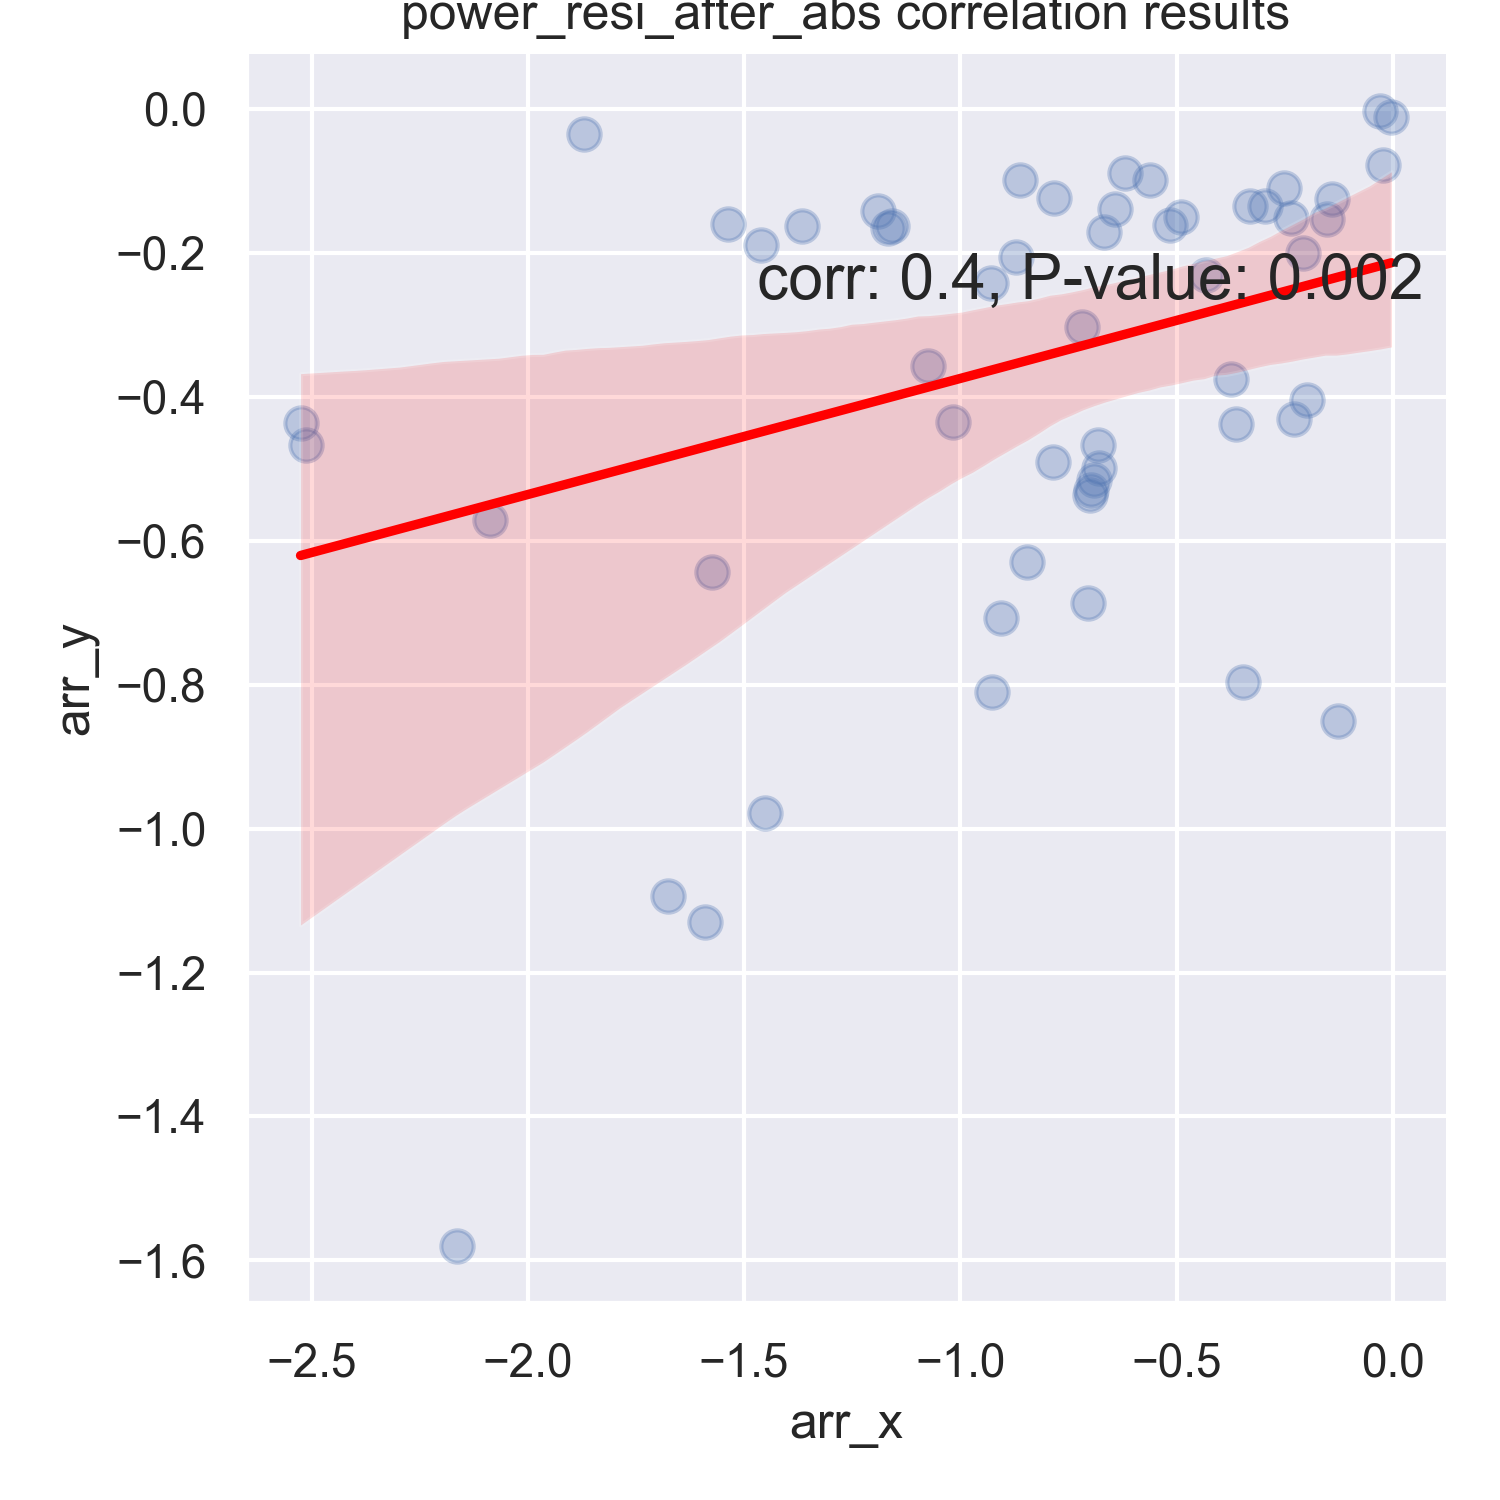 power_resi_after_abs correlation results
0.0
−0.2
−0.4
−0.6
−0.8
−1.0
−1.2
−1.4
−1.6
arr_y
corr: 0.4, P-value: 0.002
−2.5 −2.0 −1.5 −1.0 −0.5 0.0
arr_x